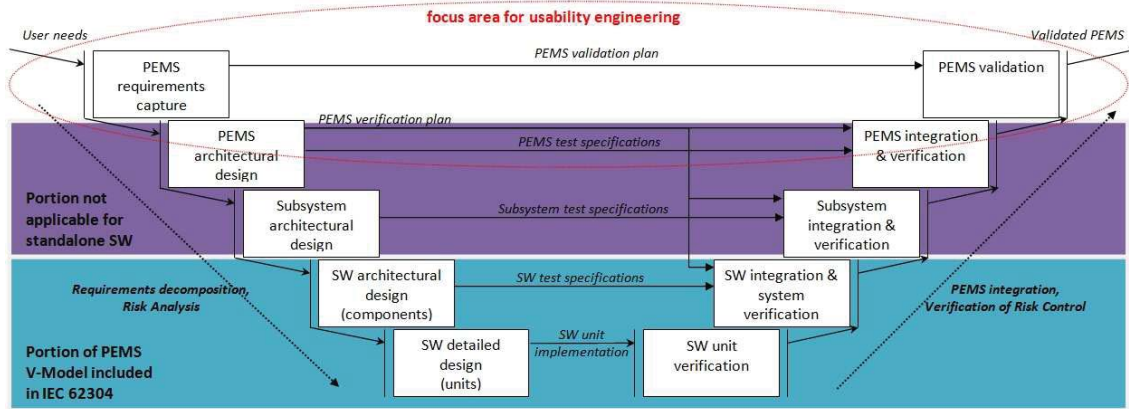 focus area for usability engineering
User needs
Validated PEMS
PEMS
requirements
capture
PEMS validation plan
PEMS validation
PEMS verification plan
PEMS
architectural
design
PEMS test specifications
PEMS integration
& verification
Portion not
applicable for
standalone SW
Subsystem
architectural
design
Subsystem test specifications
Subsystem
integration &
verification
Requirements decomposition,
Risk Analysis
SW architectural
design
(components)
SW test specifications
SW integration &
system
verification
PEMS integration,
Verification of Risk Control
Portion of PEMS
V-Model included
in IEC 62304
SW detailed
design
(units)
SW unit
implementation
SW unit
verification